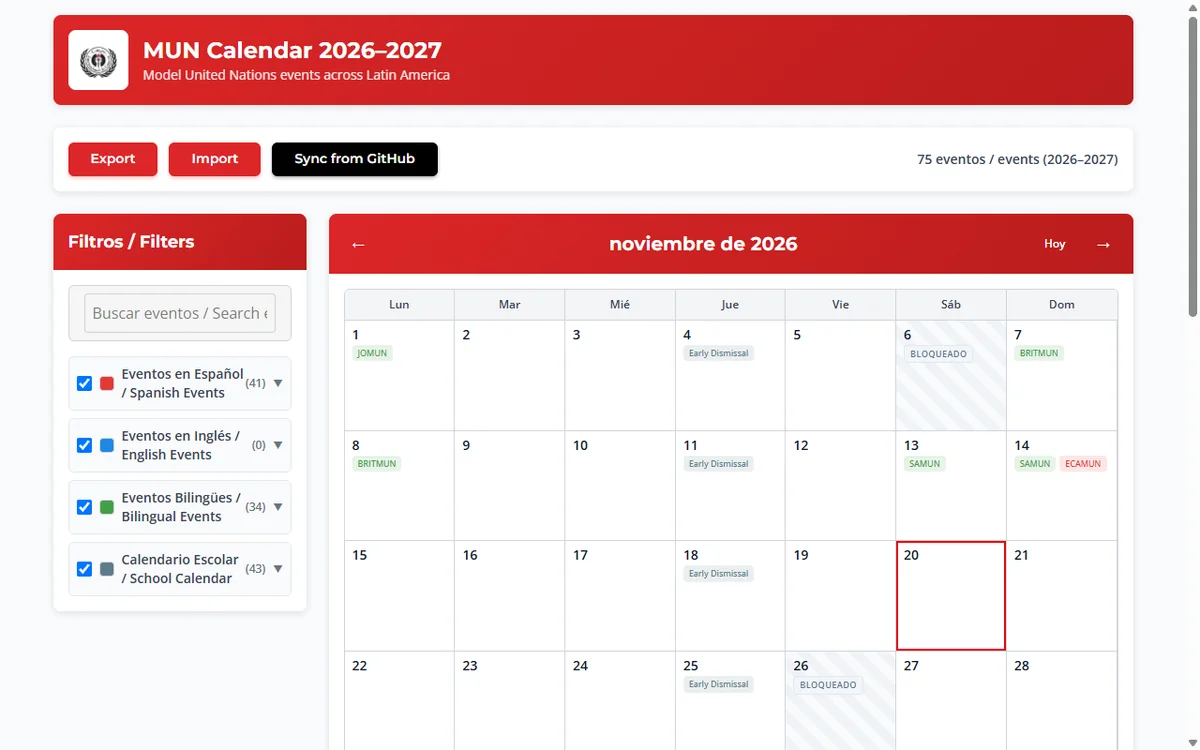 MUN Calendar 2026–2027
Model United Nations events across Latin America
Export Import Sync from GitHub 75 eventos / events (2026–2027)
Filtros / Filters
Buscar eventos / Search e
Eventos en Español
/ Spanish Events
(41) ▼
Eventos en Inglés /
English Events
(0) ▼
Eventos Bilingües /
Bilingual Events
(34) ▼
Calendario Escolar
/ School Calendar
(43) ▼
← noviembre de 2026 Hoy →
Lun Mar Mié Jue Vie Sáb Dom
1 2 3 4 5 6 7
JOMUN Early Dismissal BLOQUEADO BRITMUN
8 9 10 11 12 13 14
BRITMUN Early Dismissal SAMUN SAMUN ECAMUN
15 16 17 18 19 20 21
Early Dismissal
22 23 24 25 26 27 28
Early Dismissal BLOQUEADO